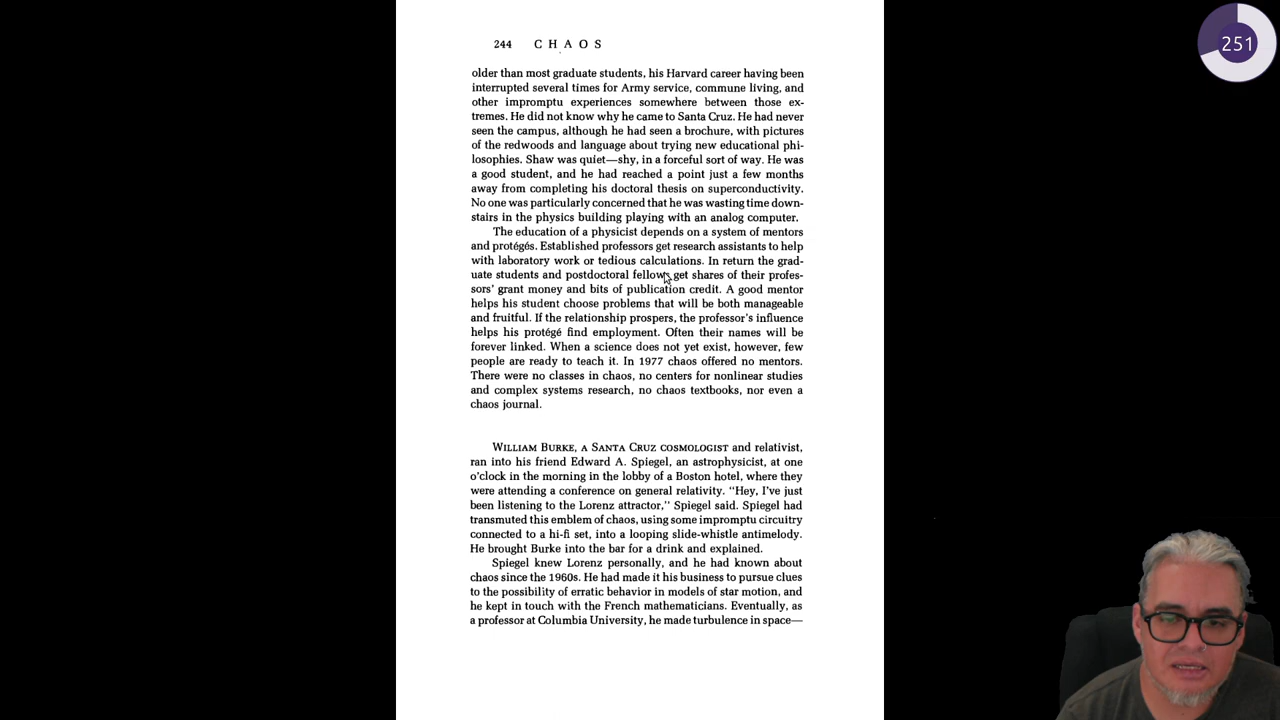 244 CHAOS
251
older than most graduate students, his Harvard career having been
interrupted several times for Army service, commune living, and
other impromptu experiences somewhere between those ex-
tremes. He did not know why he came to Santa Cruz. He had never
seen the campus, although he had seen a brochure, with pictures
of the redwoods and language about trying new educational phi-
losophies. Shaw was quiet—shy, in a forceful sort of way. He was
a good student, and he had reached a point just a few months
away from completing his doctoral thesis on superconductivity.
No one was particularly concerned that he was wasting time down-
stairs in the physics building playing with an analog computer.
The education of a physicist depends on a system of mentors
and protégés. Established professors get research assistants to help
with laboratory work or tedious calculations. In return the grad-
uate students and postdoctoral fellows get shares of their profes-
sors' grant money and bits of publication credit. A good mentor
helps his student choose problems that will be both manageable
and fruitful. If the relationship prospers, the professor's influence
helps his protégé find employment. Often their names will be
forever linked. When a science does not yet exist, however, few
people are ready to teach it. In 1977 chaos offered no mentors.
There were no classes in chaos, no centers for nonlinear studies
and complex systems research, no chaos textbooks, nor even a
chaos journal.
WILLIAM BURKE, A SANTA CRUZ COSMOLOGIST and relativist,
ran into his friend Edward A. Spiegel, an astrophysicist, at one
o'clock in the morning in the lobby of a Boston hotel, where they
were attending a conference on general relativity. "Hey, I've just
been listening to the Lorenz attractor," Spiegel said. Spiegel had
transmuted this emblem of chaos, using some impromptu circuitry
connected to a hi-fi set, into a looping slide-whistle antimelody.
He brought Burke into the bar for a drink and explained.
Spiegel knew Lorenz personally, and he had known about
chaos since the 1960s. He had made it his business to pursue clues
to the possibility of erratic behavior in models of star motion, and
he kept in touch with the French mathematicians. Eventually, as
a professor at Columbia University, he made turbulence in space—